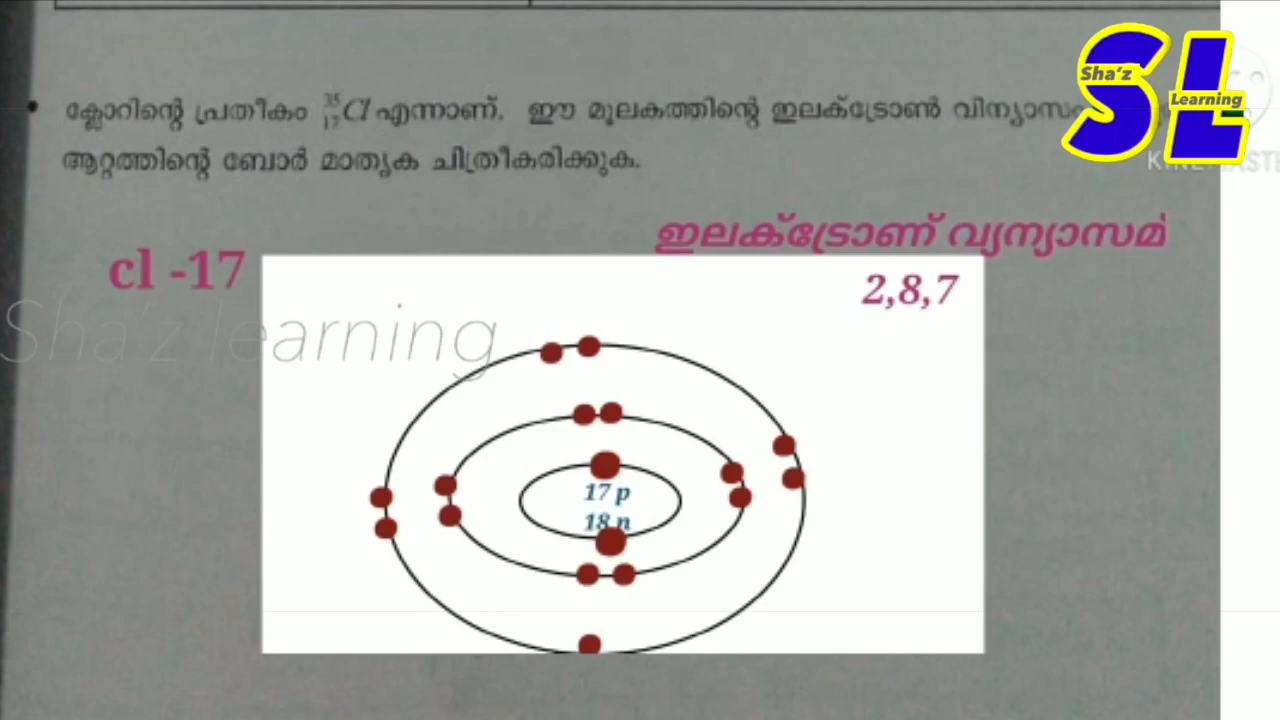 Sha'z
Learning
• ക്ലോറിന്റെ പ്രതീകം ³⁵₁₇Cl എന്നാണ്. ഈ മൂലകത്തിന്റെ ഇലക്ട്രോൺ
ആറ്റത്തിന്റെ ബോർ മാതൃക ചിത്രീകരിക്കുക.
ഇലക്ട്രോണ് വ്യന്യാസമ്
cl -17
2,8,7
Sha'z learning
17 p
18 n